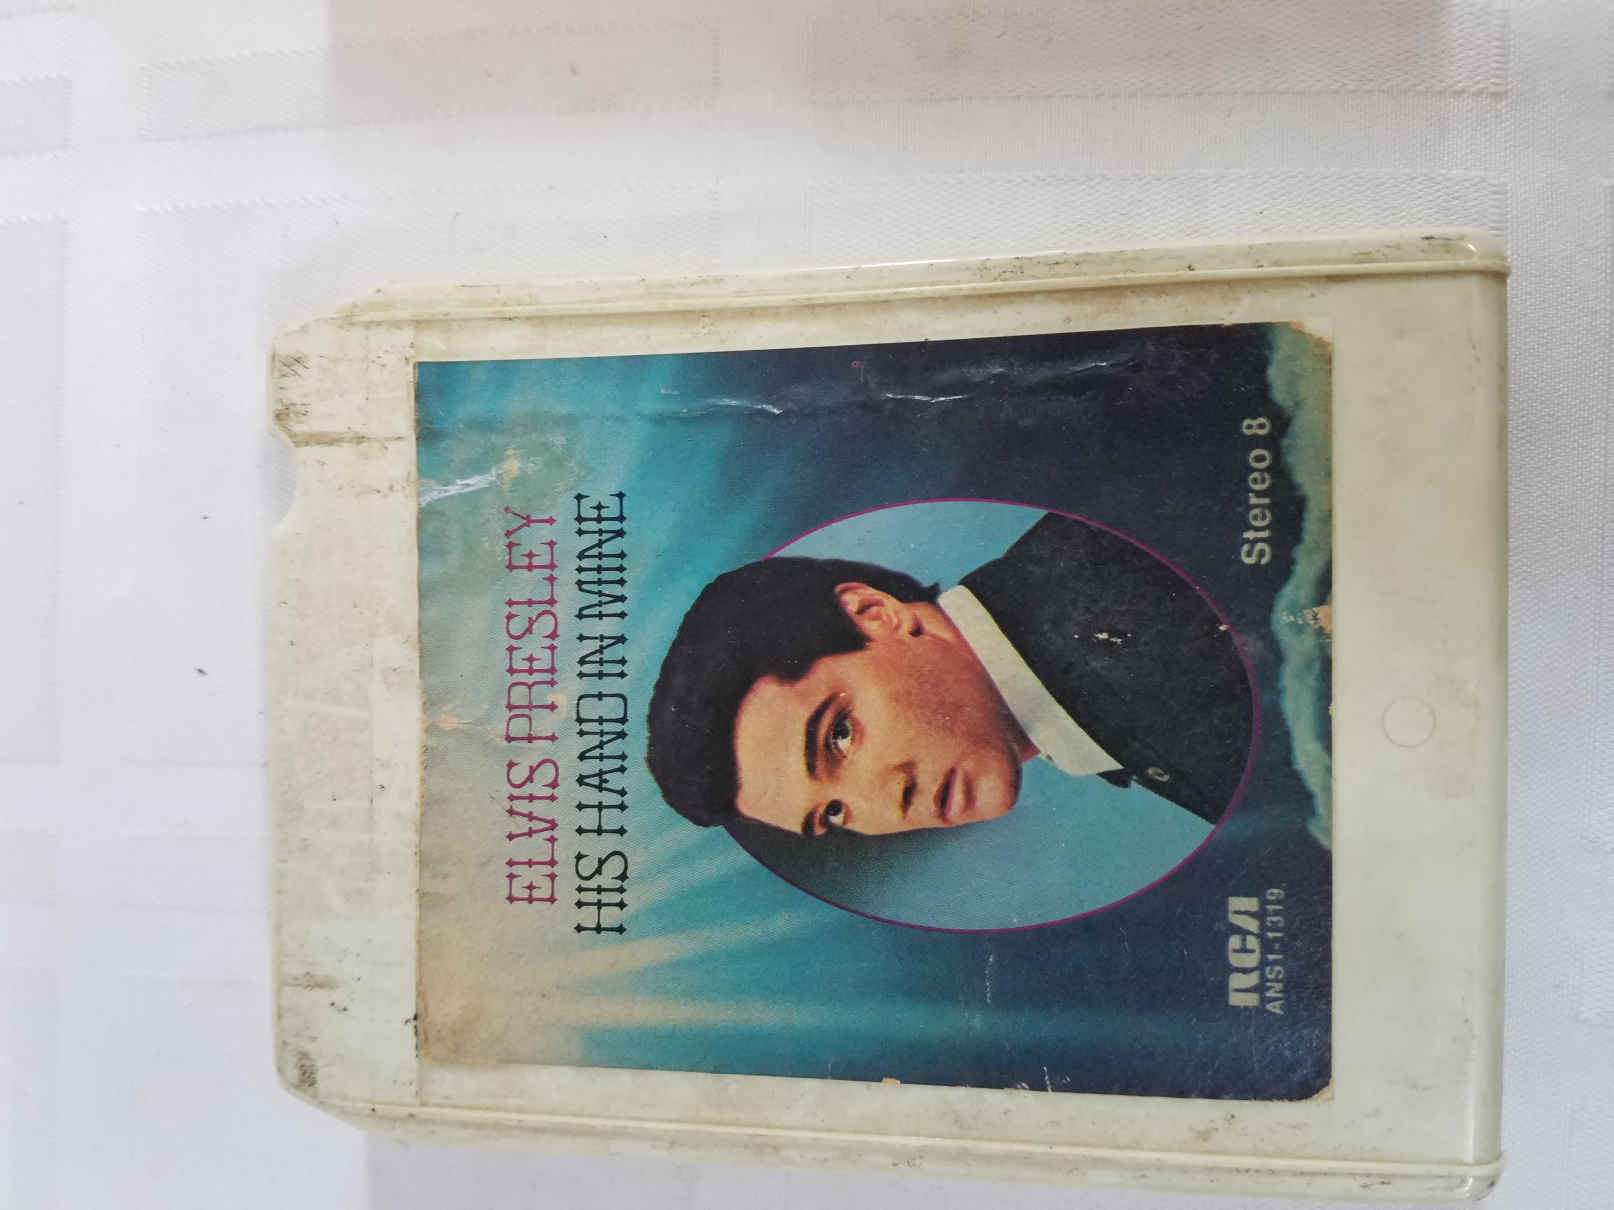 ELVIS PRESLEY
HIS HAND IN MINE
RCA
ANS1-1319
Stereo 8